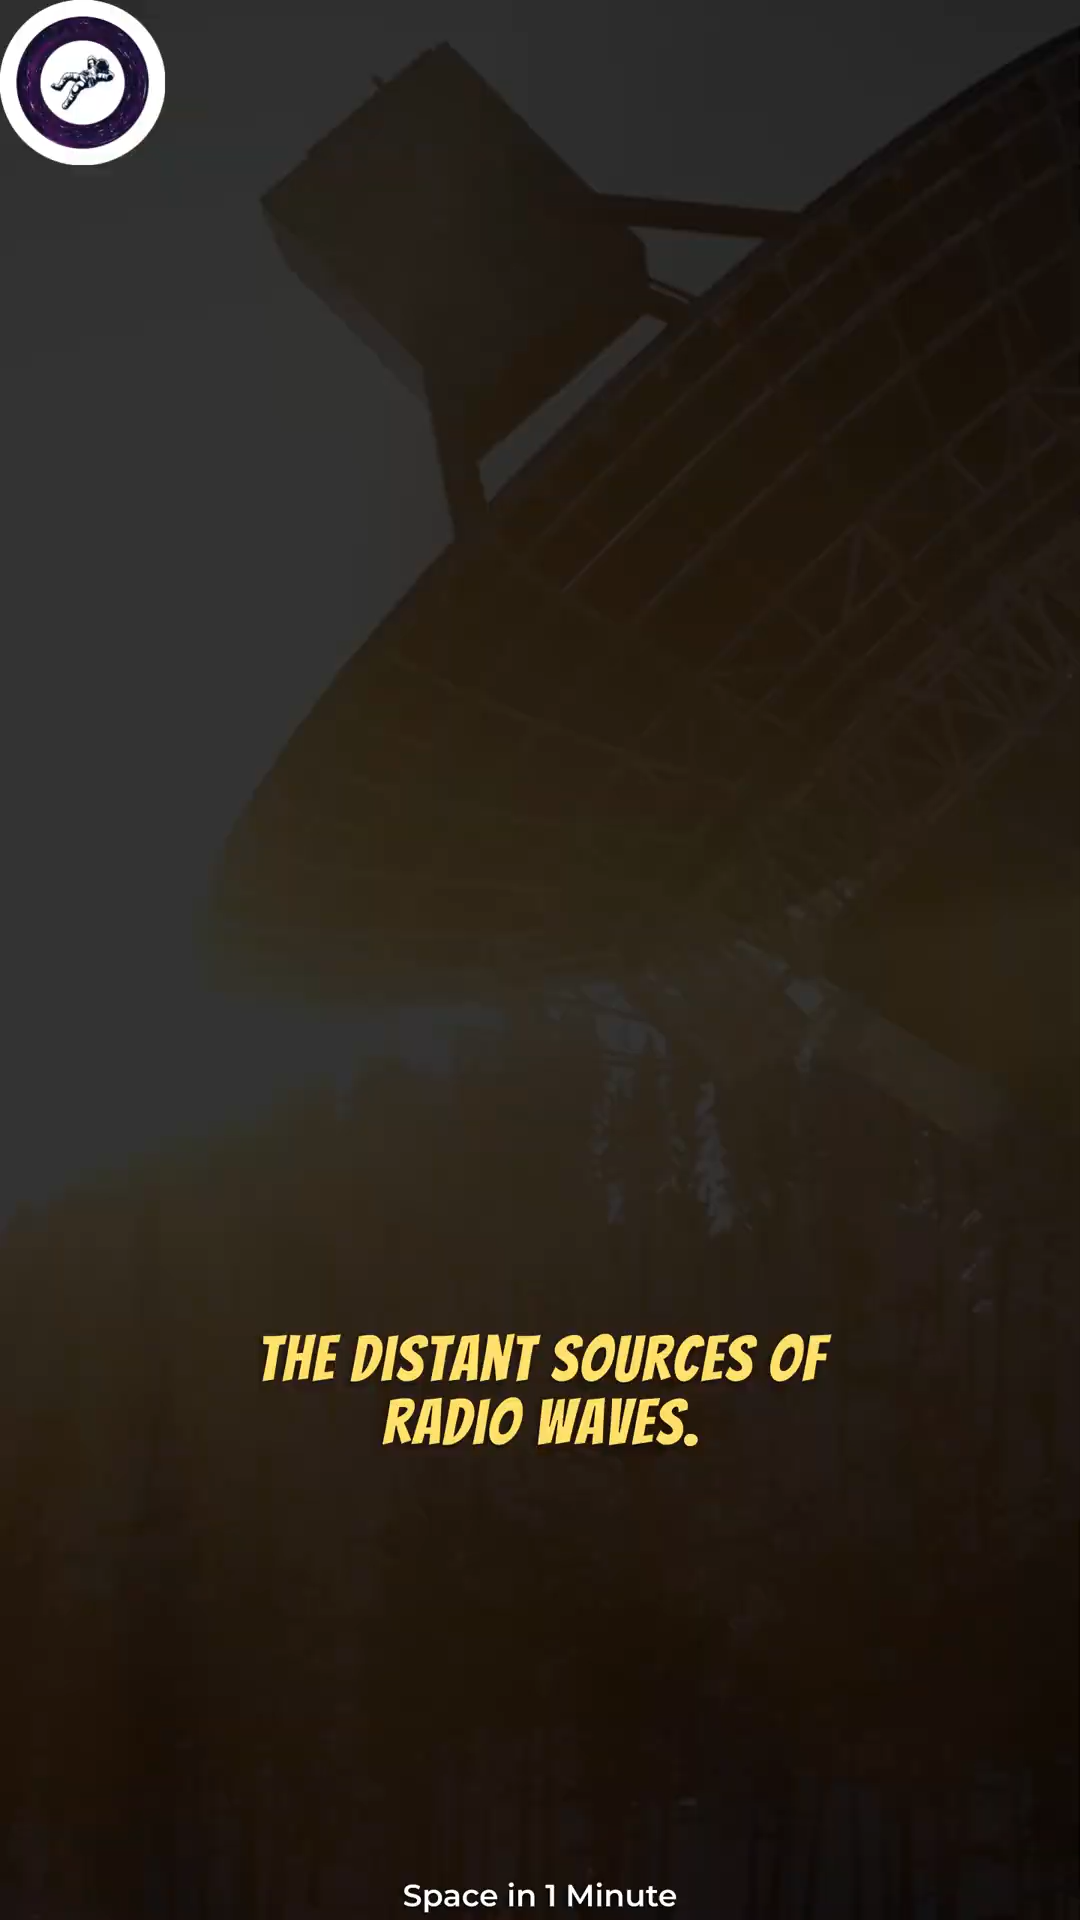 THE DISTANT SOURCES OF
RADIO WAVES.
Space in 1 Minute